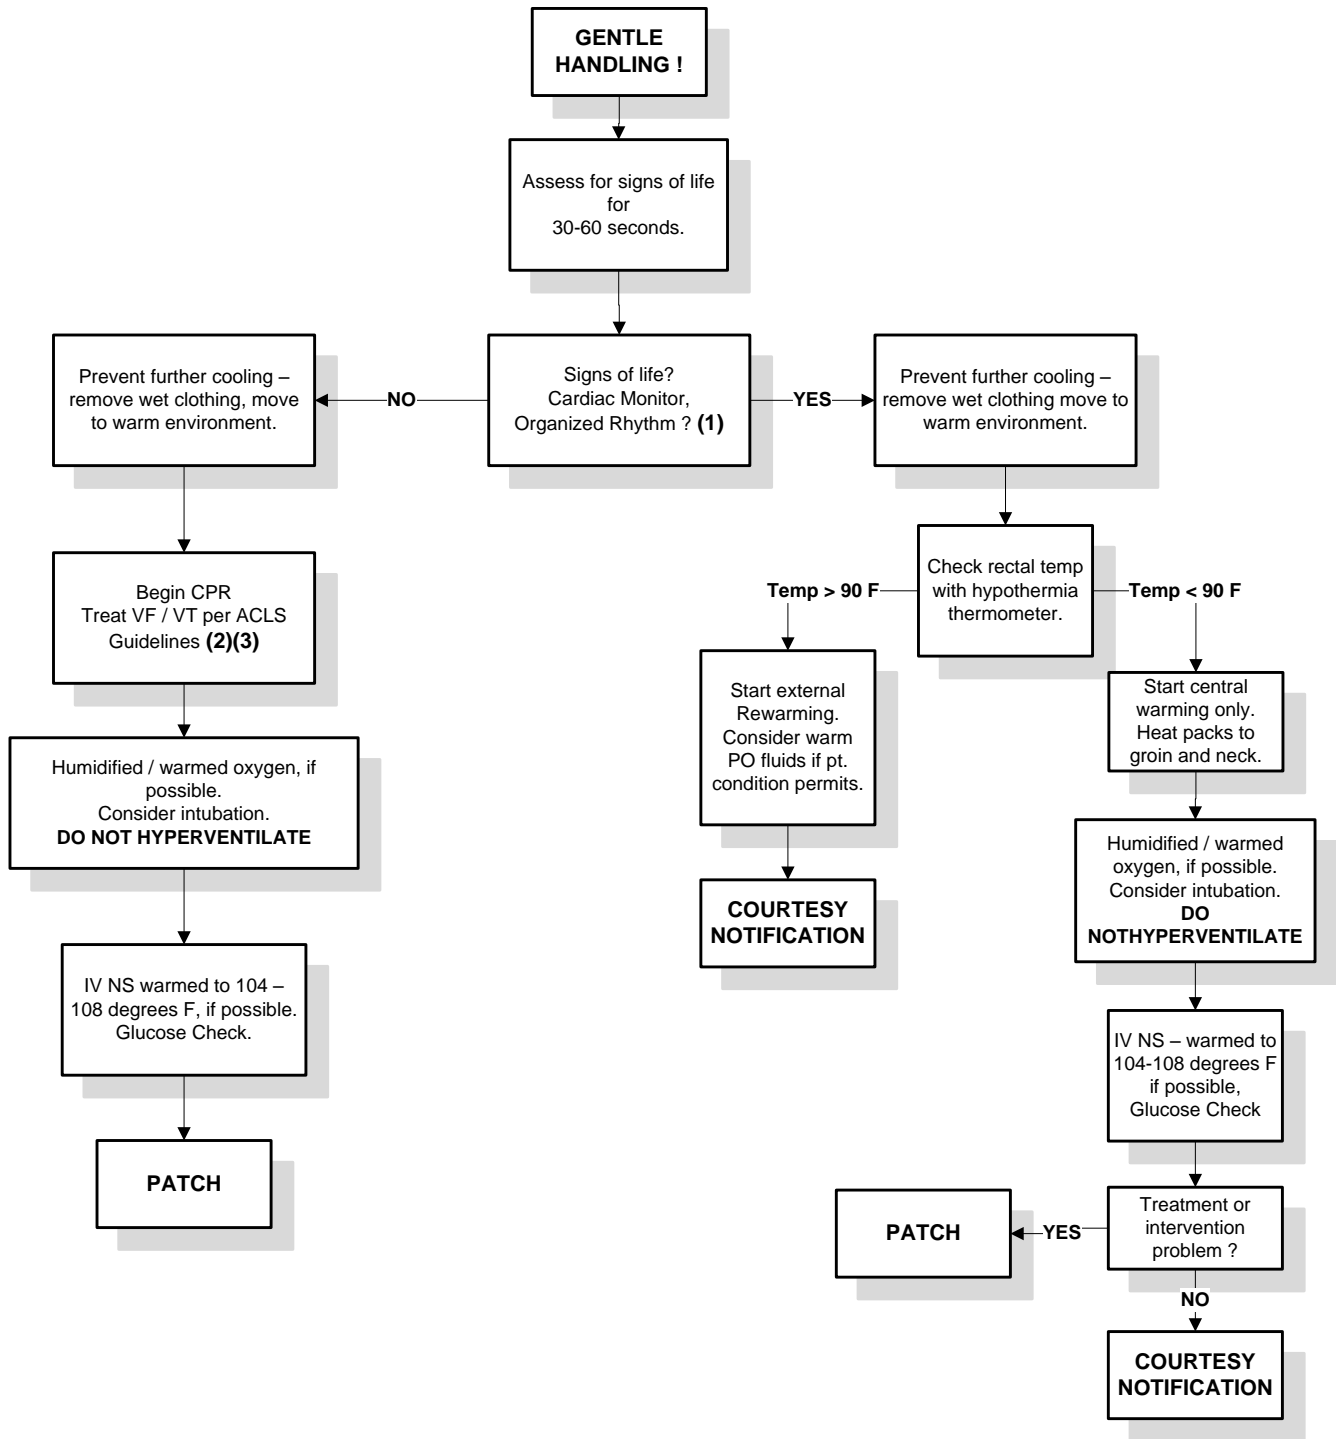 GENTLE
HANDLING !
Assess for signs of life
for
30-60 seconds.
Signs of life?
Cardiac Monitor,
Organized Rhythm ? (1)
NO
YES
Prevent further cooling –
remove wet clothing, move
to warm environment.
Begin CPR
Treat VF / VT per ACLS
Guidelines (2)(3)
Humidified / warmed oxygen, if
possible.
Consider intubation.
DO NOT HYPERVENTILATE
IV NS warmed to 104 –
108 degrees F, if possible.
Glucose Check.
PATCH
Prevent further cooling –
remove wet clothing move to
warm environment.
Check rectal temp
with hypothermia
thermometer.
Temp > 90 F
Temp < 90 F
Start external
Rewarming.
Consider warm
PO fluids if pt.
condition permits.
COURTESY
NOTIFICATION
Start central
warming only.
Heat packs to
groin and neck.
Humidified / warmed
oxygen, if possible.
Consider intubation.
DO
NOTHYPERVENTILATE
IV NS – warmed to
104-108 degrees F
if possible,
Glucose Check
Treatment or
intervention
problem ?
YES
PATCH
NO
COURTESY
NOTIFICATION